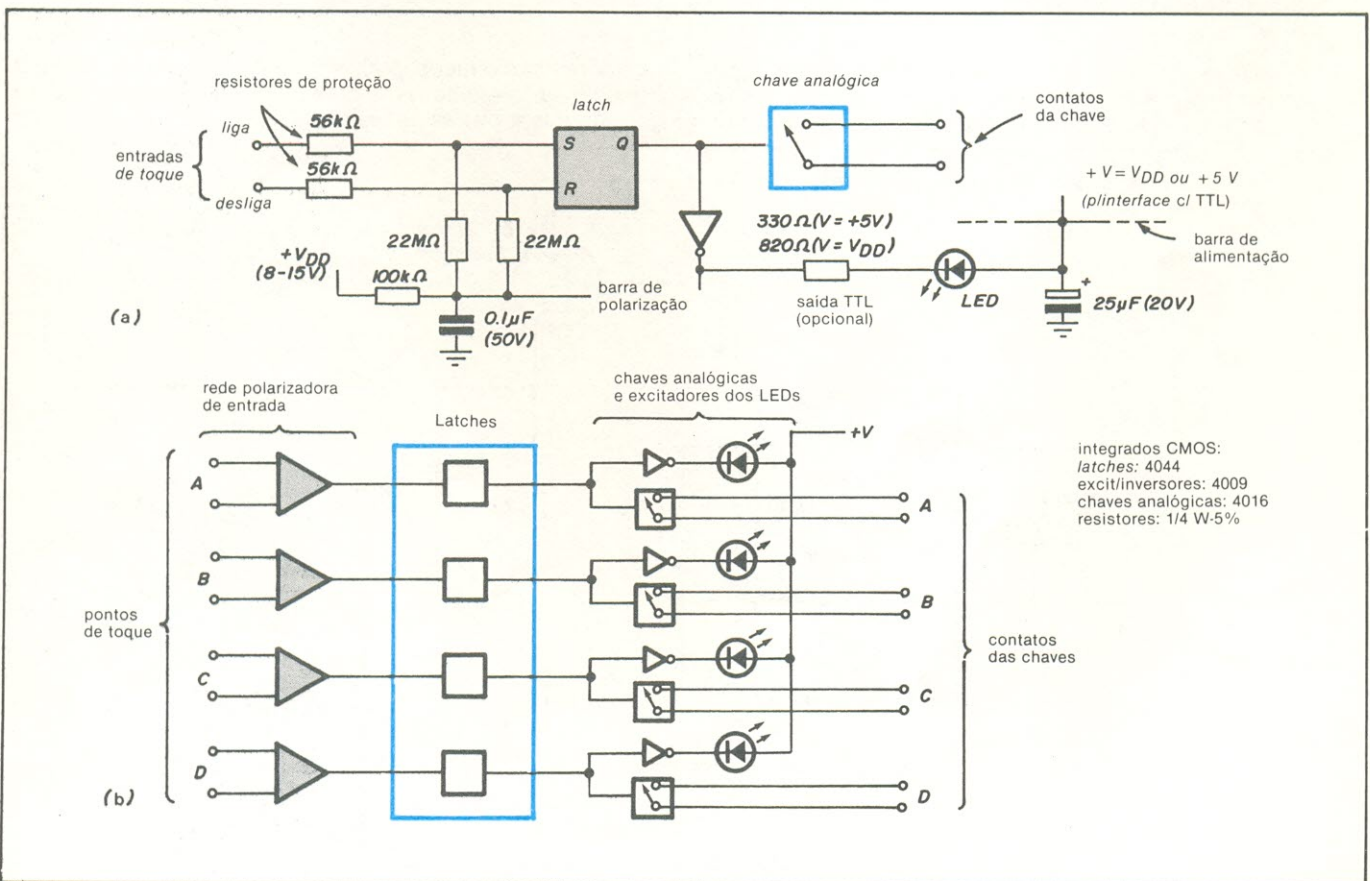 resistores de proteção
liga
56kΩ
entradas
de toque
56kΩ
desliga
latch
S
Q
R
chave analógica
contatos
da chave
+ V = VDD ou + 5 V
(p/interface c/ TTL)
barra de
alimentação
330Ω(V= +5V)
820Ω(V=VDD)
22MΩ
22MΩ
+VDD
(8-15V)
100kΩ
barra de
polarização
0.1μF
(50V)
saída TTL
(opcional)
LED
+
25μF(20V)
(a)
rede polarizadora
de entrada
Latches
chaves analógicas
e excitadores dos LEDs
+V
integrados CMOS:
latches: 4044
excit/inversores: 4009
chaves analógicas: 4016
resistores: 1/4 W-5%
A
A
B
B
pontos
de toque
contatos
das chaves
C
C
D
D
(b)